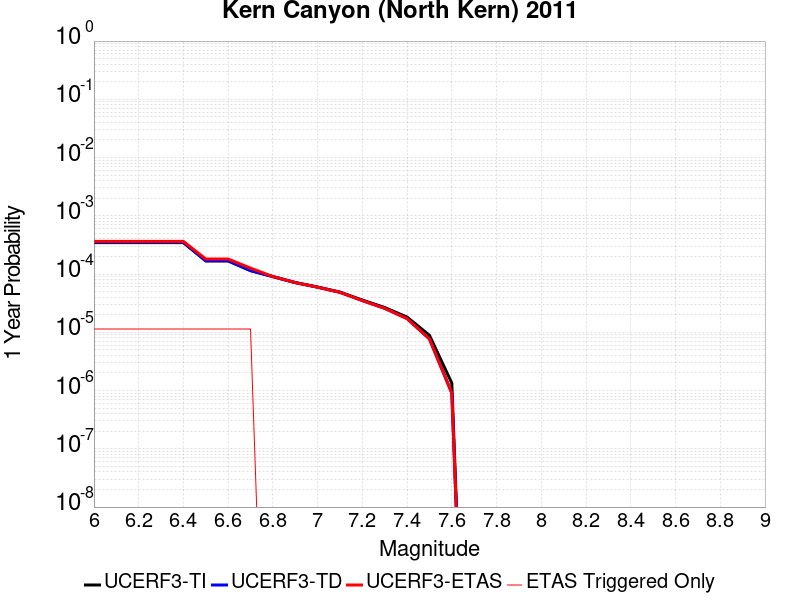 Kern Canyon (North Kern) 2011
10^0
10^-1
10^-2
10^-3
10^-4
10^-5
10^-6
10^-7
10^-8
1 Year Probability
6 6.2 6.4 6.6 6.8 7 7.2 7.4 7.6 7.8 8 8.2 8.4 8.6 8.8 9
Magnitude
UCERF3-TI UCERF3-TD UCERF3-ETAS ETAS Triggered Only